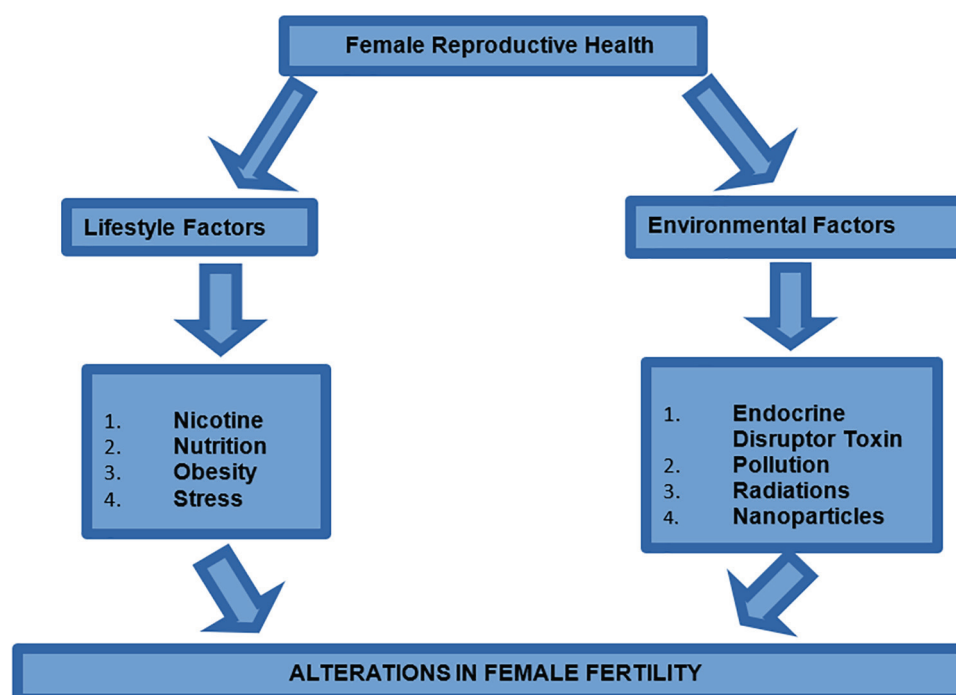 Female Reproductive Health
Lifestyle Factors
Environmental Factors
1. Nicotine
2. Nutrition
3. Obesity
4. Stress
1. Endocrine
Disruptor Toxin
2. Pollution
3. Radiations
4. Nanoparticles
ALTERATIONS IN FEMALE FERTILITY